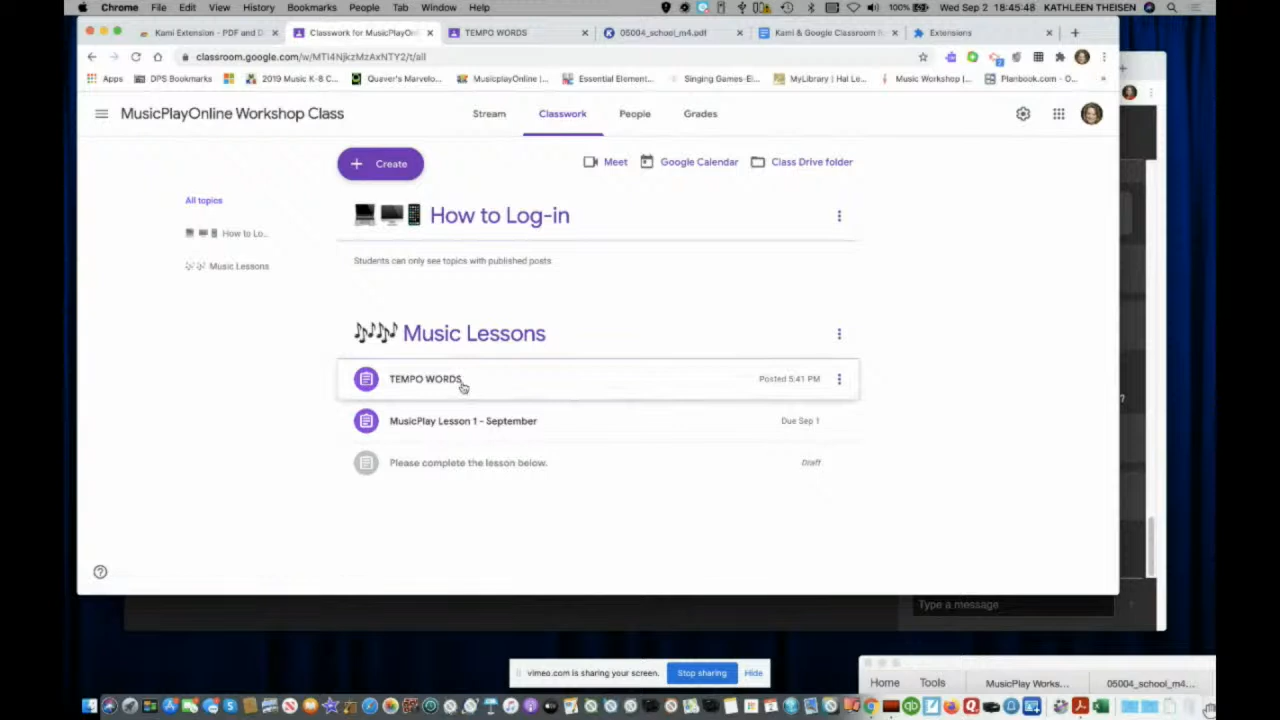 Chrome File Edit View History Bookmarks People Tab Window Help 100% Wed Sep 2 18:45:48 KATHLEEN THEISEN
Kami Extension - PDF and D Classroom for MusicPlayOnl TEMPO WORDS 05004_school_m4.pdf Kami & Google Classroom Extensions
classroom.google.com/w/MTI4NjkzMzAxNTY2/t/all
Apps DPS Bookmarks 2019 Music K-8 C... Quaver's Marvelo... MusicplayOnline |... Essential Element... Singing Games-El... MyLibrary | Hal Le... Music Workshop |... Planbook.com - O... »
MusicPlayOnline Workshop Class Stream Classwork People Grades
Create Meet Google Calendar Class Drive folder
All topics
How to Log-in
How to Lo...
Students can only see topics with published posts
Music Lessons
Music Lessons
TEMPO WORDS Posted 5:41 PM
MusicPlay Lesson 1 - September Due Sep 1
Please complete the lesson below. Draft
Type a message
vimeo.com is sharing your screen. Stop sharing Hide
Home Tools MusicPlay Works... 05004_school_m4...